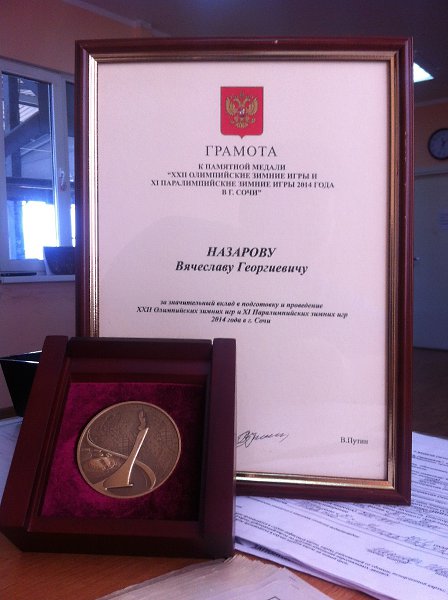 ГРАМОТА
К ПАМЯТНОЙ МЕДАЛИ
"XXII ОЛИМПИЙСКИЕ ЗИМНИЕ ИГРЫ И
XI ПАРАЛИМПИЙСКИЕ ЗИМНИЕ ИГРЫ 2014 ГОДА
В Г. СОЧИ"
НАЗАРОВУ
Вячеславу Георгиевичу
за значительный вклад в подготовку и проведение
XXII Олимпийских зимних игр и XI Паралимпийских зимних игр
2014 года в г. Сочи
В.Путин